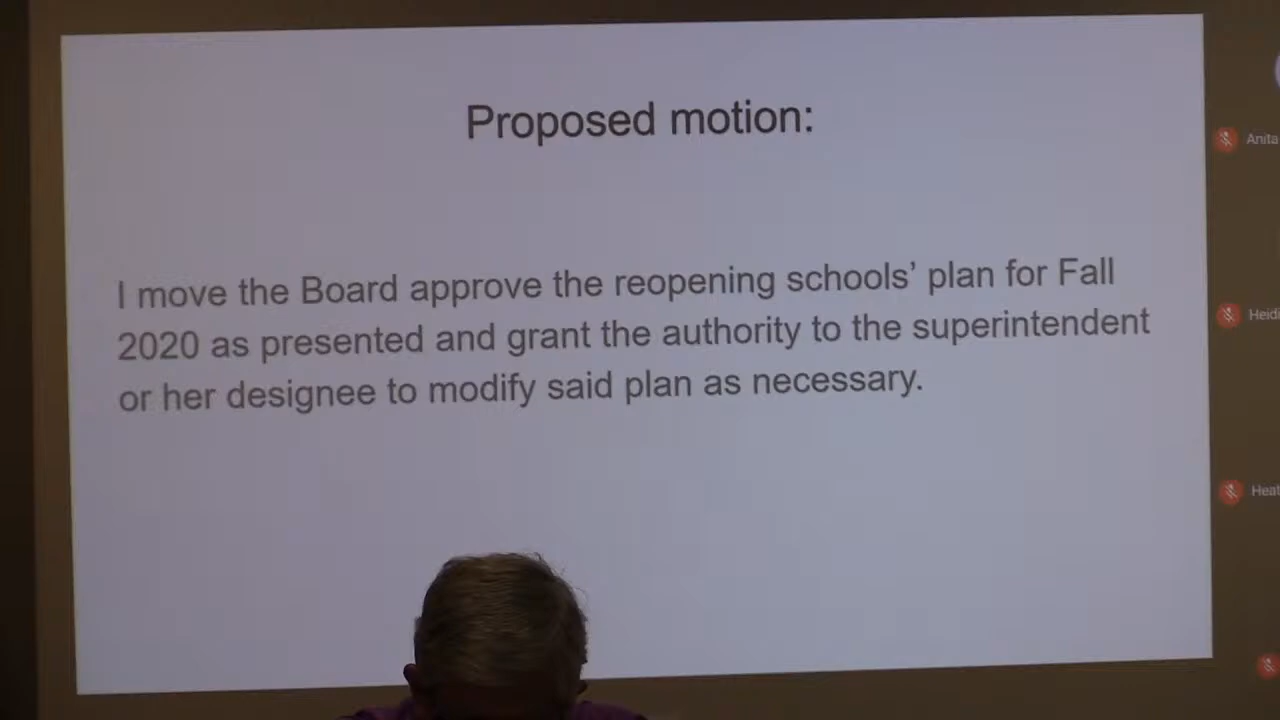 Proposed motion:
I move the Board approve the reopening schools’ plan for Fall
2020 as presented and grant the authority to the superintendent
or her designee to modify said plan as necessary.
Anita